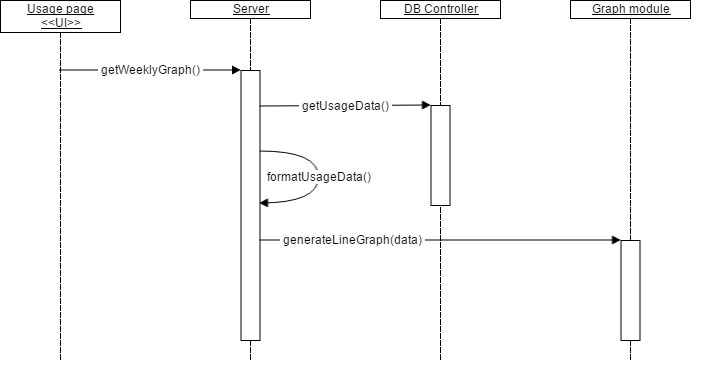 Usage page
<<UI>>
Server
DB Controller
Graph module
getWeeklyGraph()
getUsageData()
formatUsageData()
generateLineGraph(data)